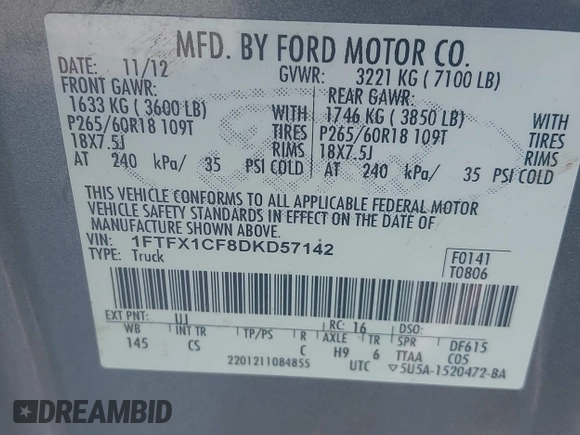 MFD. BY FORD MOTOR CO.
DATE: 11/12 GVWR: 3221 KG ( 7100 LB)
FRONT GAWR: REAR GAWR:
1633 KG ( 3600 LB) WITH 1746 KG ( 3850 LB) WITH
P265/60R18 109T TIRES P265/60R18 109T TIRES
18X7.5J RIMS 18X7.5J RIMS
AT 240 kPa/ 35 PSI COLD AT 240 kPa/ 35 PSI COLD
THIS VEHICLE CONFORMS TO ALL APPLICABLE FEDERAL MOTOR
VEHICLE SAFETY STANDARDS IN EFFECT ON THE DATE OF
MANUFACTURE SHOWN ABOVE.
VIN: 1FTFX1CF8DKD57142 F0141
TYPE: Truck T0806
EXT PNT: UJ RC: 16 DSO:
WB INT TR TP/PS R AXLE TR SPR DF615
145 CS C H9 6 TTAA C05
2201211084855 UTC ▽5U5A-1520472-BA
DREAMBID